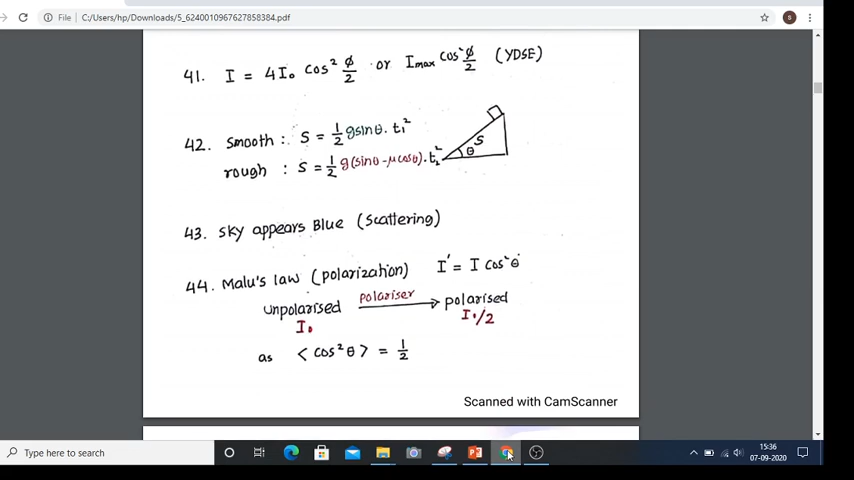 File
C:/Users/hp/Downloads/5_6240010967627858384.pdf
S
41. I = 4I₀ cos² ϕ/2 or Imax cos² ϕ/2 (YDSE)
42. smooth : S = 1/2 gsinθ. t₁²
rough : S = 1/2 g(sinθ-μcosθ). t₂²
S
θ
43. Sky appears Blue (scattering)
44. Malu's law (polarization) I' = I cos²θ
unpolarised polariser polarised
I₀ I₀/2
as < cos²θ > = 1/2
Scanned with CamScanner
Type here to search
15:36
07-09-2020